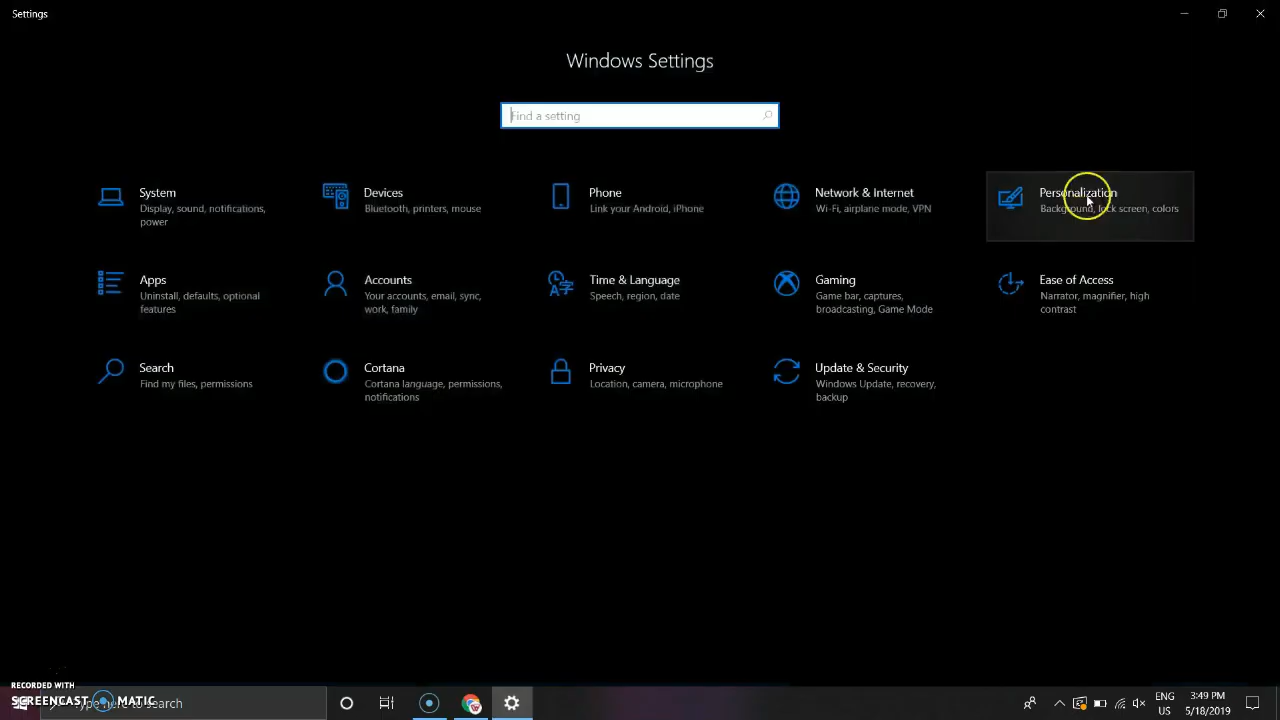 Settings
Windows Settings
Find a setting
System
Display, sound, notifications,
power
Devices
Bluetooth, printers, mouse
Phone
Link your Android, iPhone
Network & Internet
Wi-Fi, airplane mode, VPN
Personalization
Background, lock screen, colors
Apps
Uninstall, defaults, optional
features
Accounts
Your accounts, email, sync,
work, family
Time & Language
Speech, region, date
Gaming
Game bar, captures,
broadcasting, Game Mode
Ease of Access
Narrator, magnifier, high
contrast
Search
Find my files, permissions
Cortana
Cortana language, permissions,
notifications
Privacy
Location, camera, microphone
Update & Security
Windows Update, recovery,
backup
RECORDED WITH
SCREENCAST MATIC
here to search
ENG
US
3:49 PM
5/18/2019